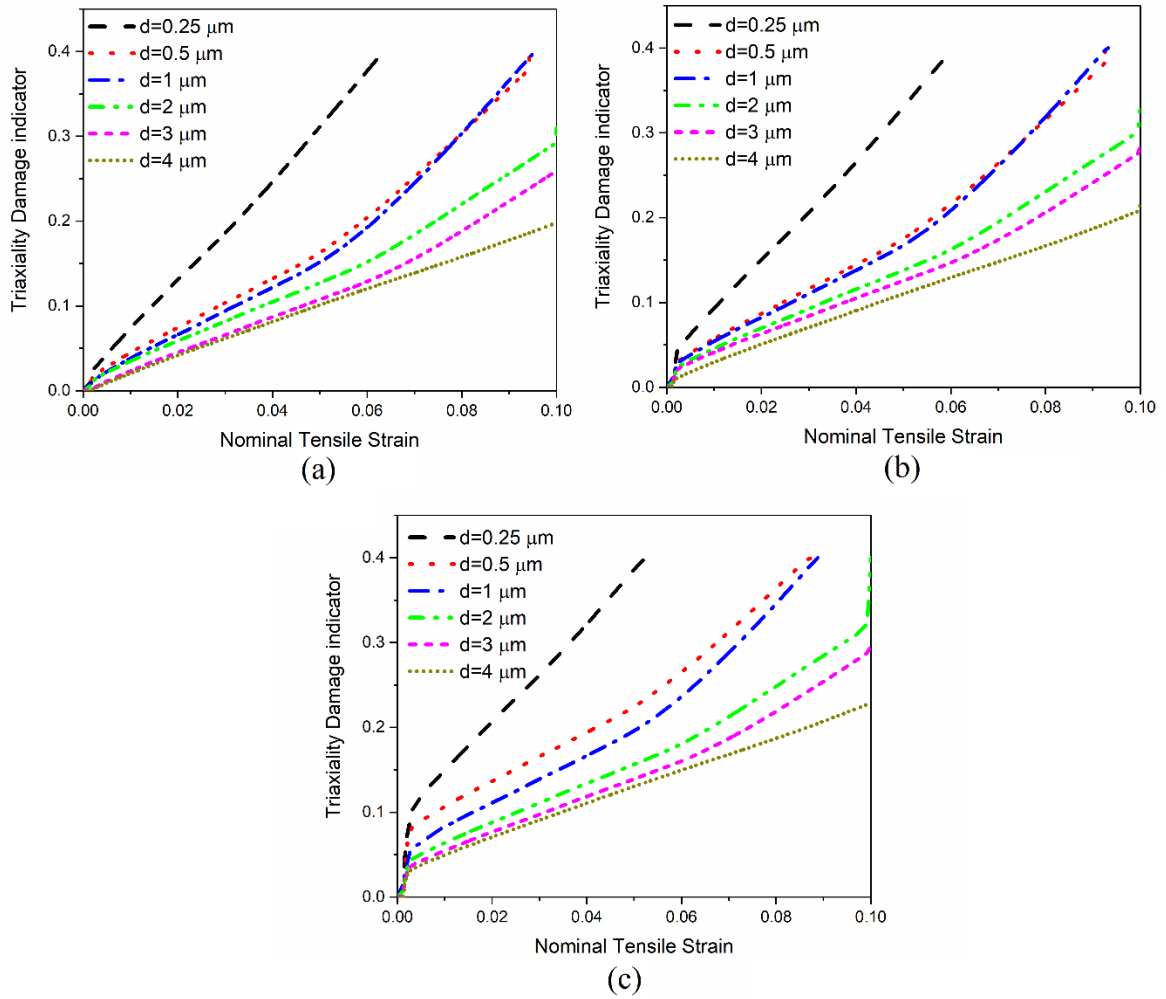 d=0.25 μm
d=0.5 μm
d=1 μm
d=2 μm
d=3 μm
d=4 μm
Triaxiality Damage indicator
0.4
0.3
0.2
0.1
0.0
0.00 0.02 0.04 0.06 0.08 0.10
Nominal Tensile Strain
(a)
d=0.25 μm
d=0.5 μm
d=1 μm
d=2 μm
d=3 μm
d=4 μm
Triaxiality Damage indicator
0.4
0.3
0.2
0.1
0.0
0.00 0.02 0.04 0.06 0.08 0.10
Nominal Tensile Strain
(b)
d=0.25 μm
d=0.5 μm
d=1 μm
d=2 μm
d=3 μm
d=4 μm
Triaxiality Damage indicator
0.4
0.3
0.2
0.1
0.0
0.00 0.02 0.04 0.06 0.08 0.10
Nominal Tensile Strain
(c)